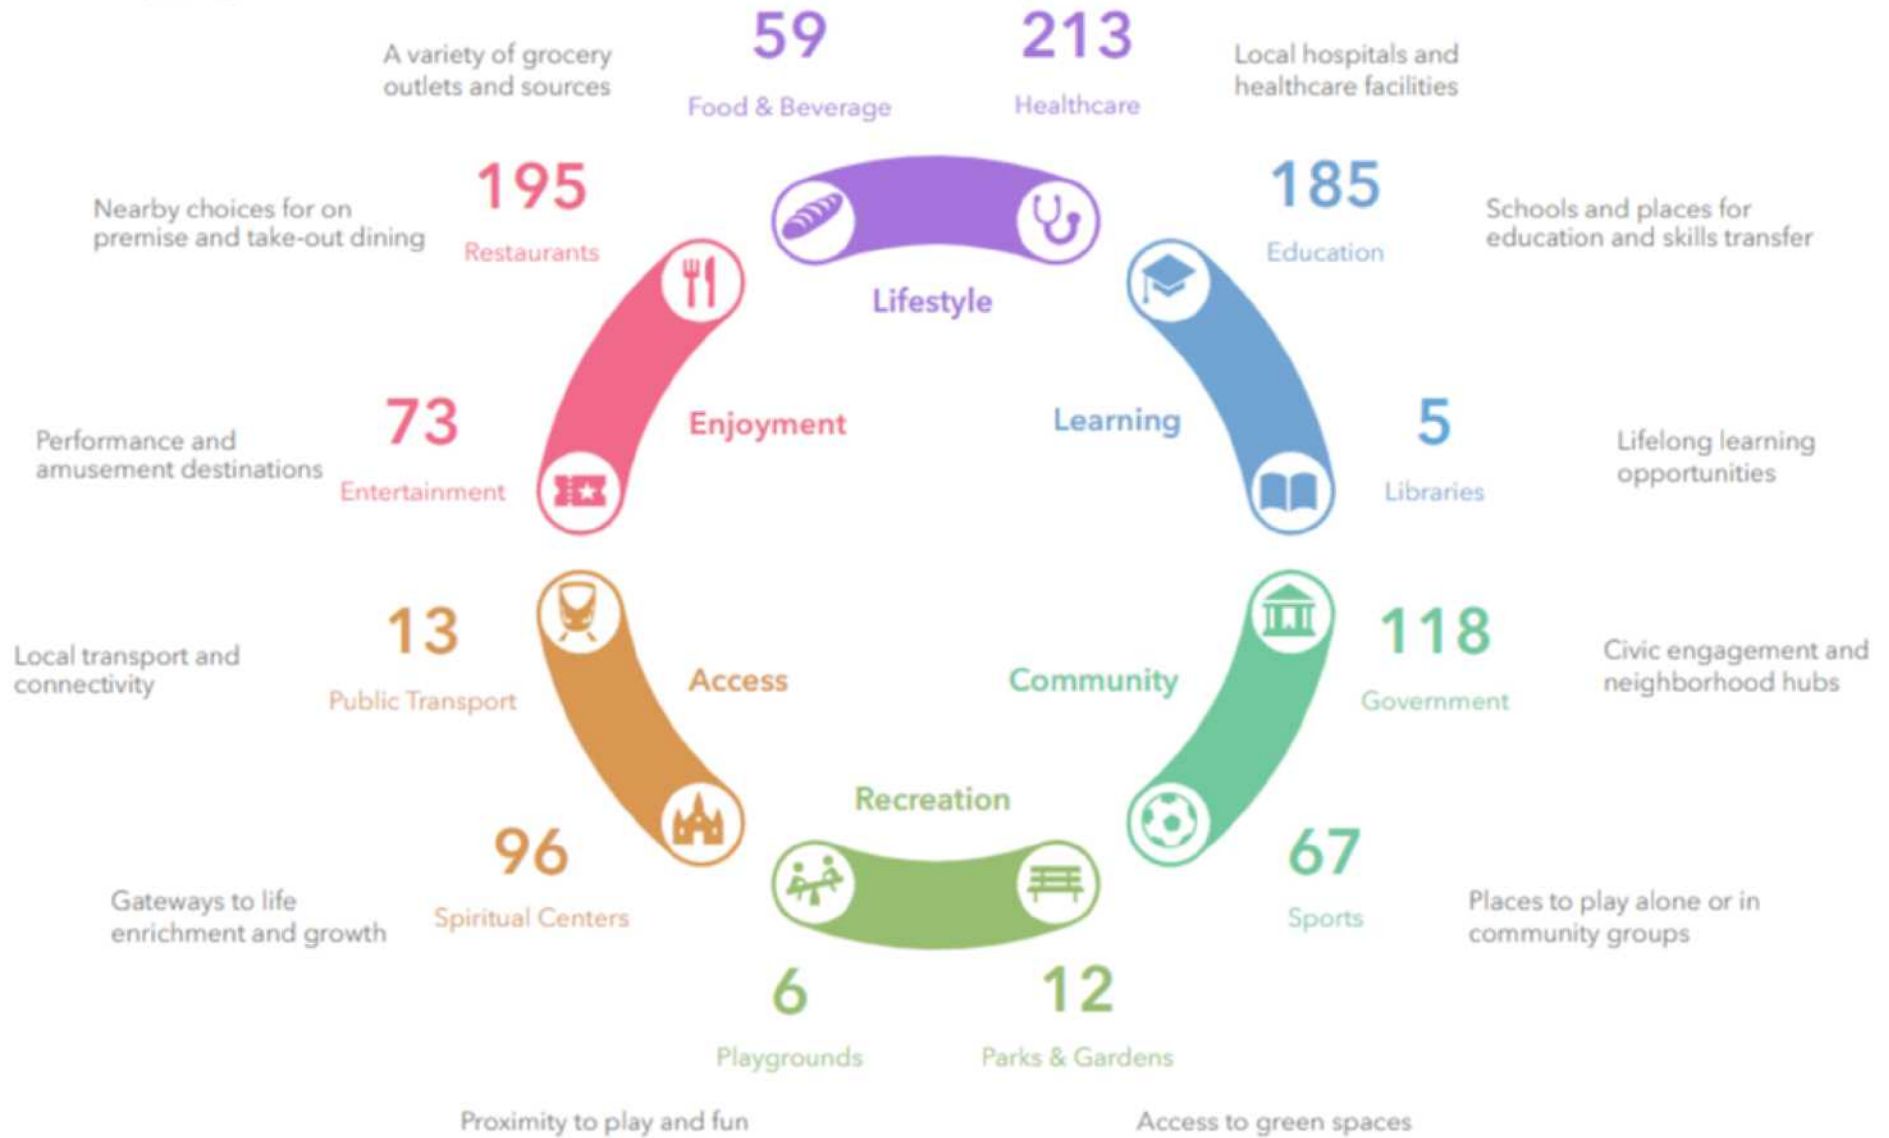 59
213
A variety of grocery
outlets and sources
Food & Beverage
Healthcare
Local hospitals and
healthcare facilities
195
185
Nearby choices for on
premise and take-out dining
Restaurants
Education
Schools and places for
education and skills transfer
Lifestyle
73
Enjoyment
Learning
5
Performance and
amusement destinations
Entertainment
Libraries
Lifelong learning
opportunities
13
118
Local transport and
connectivity
Public Transport
Access
Community
Government
Civic engagement and
neighborhood hubs
Recreation
96
67
Gateways to life
enrichment and growth
Spiritual Centers
Sports
Places to play alone or in
community groups
6
12
Playgrounds
Parks & Gardens
Proximity to play and fun
Access to green spaces